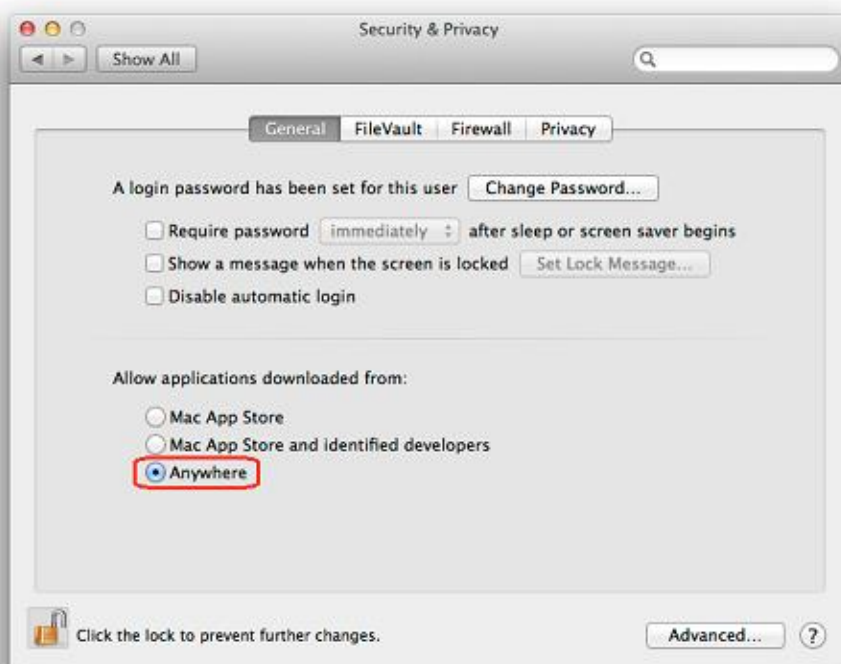 Security & Privacy
Show All
General FileVault Firewall Privacy
A login password has been set for this user Change Password...
Require password immediately after sleep or screen saver begins
Show a message when the screen is locked Set Lock Message...
Disable automatic login
Allow applications downloaded from:
Mac App Store
Mac App Store and identified developers
Anywhere
Click the lock to prevent further changes. Advanced... ?